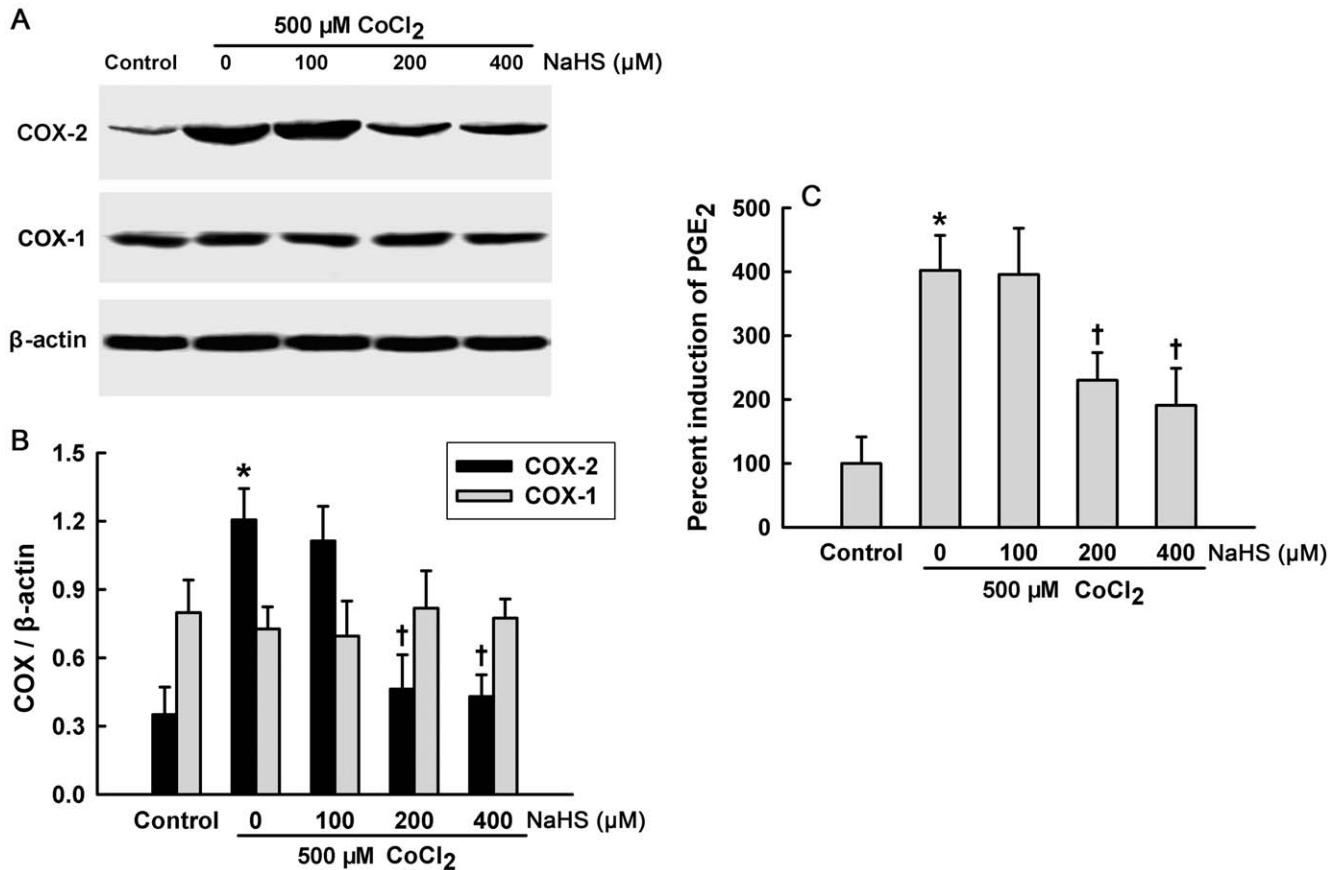 A
500 µM CoCl₂
Control 0 100 200 400 NaHS (µM)
COX-2
COX-1
β-actin
B
COX / β-actin
1.5
1.2
0.9
0.6
0.3
0.0
COX-2
COX-1
*
†
†
Control 0 100 200 400 NaHS (µM)
500 µM CoCl₂
C
Percent induction of PGE₂
500
400
300
200
100
0
*
†
†
Control 0 100 200 400 NaHS (µM)
500 µM CoCl₂